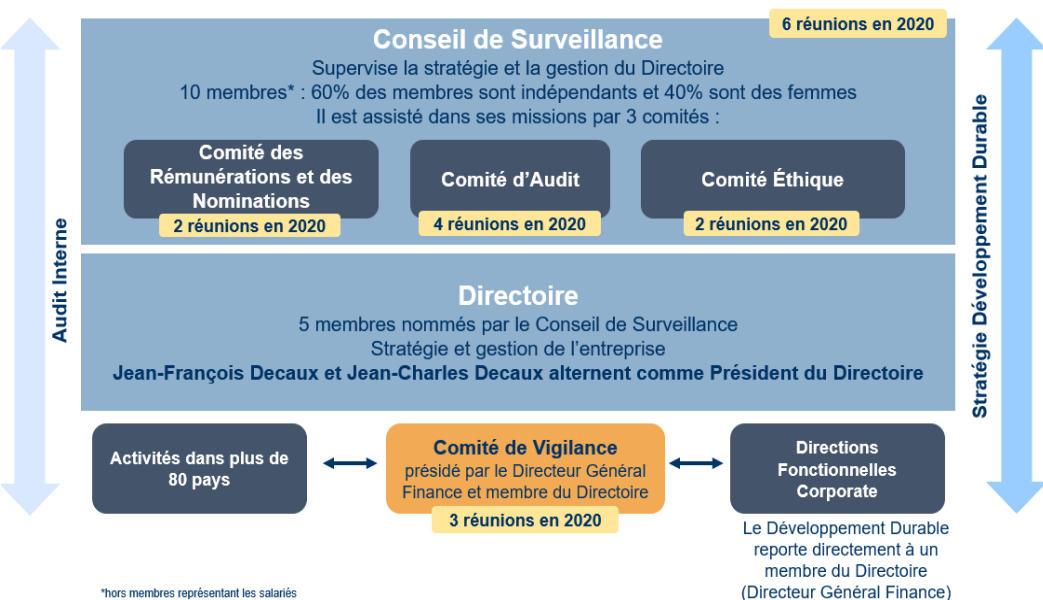 6 réunions en 2020
Conseil de Surveillance
Supervise la stratégie et la gestion du Directoire
10 membres* : 60% des membres sont indépendants et 40% sont des femmes
Il est assisté dans ses missions par 3 comités :
Comité des
Rémunérations et des
Nominations
2 réunions en 2020
Comité d’Audit
4 réunions en 2020
Comité Éthique
2 réunions en 2020
Directoire
5 membres nommés par le Conseil de Surveillance
Stratégie et gestion de l’entreprise
Jean-François Decaux et Jean-Charles Decaux alternent comme Président du Directoire
Audit Interne
Stratégie Développement Durable
Activités dans plus de
80 pays
Comité de Vigilance
présidé par le Directeur Général
Finance et membre du Directoire
3 réunions en 2020
Directions
Fonctionnelles
Corporate
Le Développement Durable
reporte directement à un
membre du Directoire
(Directeur Général Finance)
*hors membres représentant les salariés